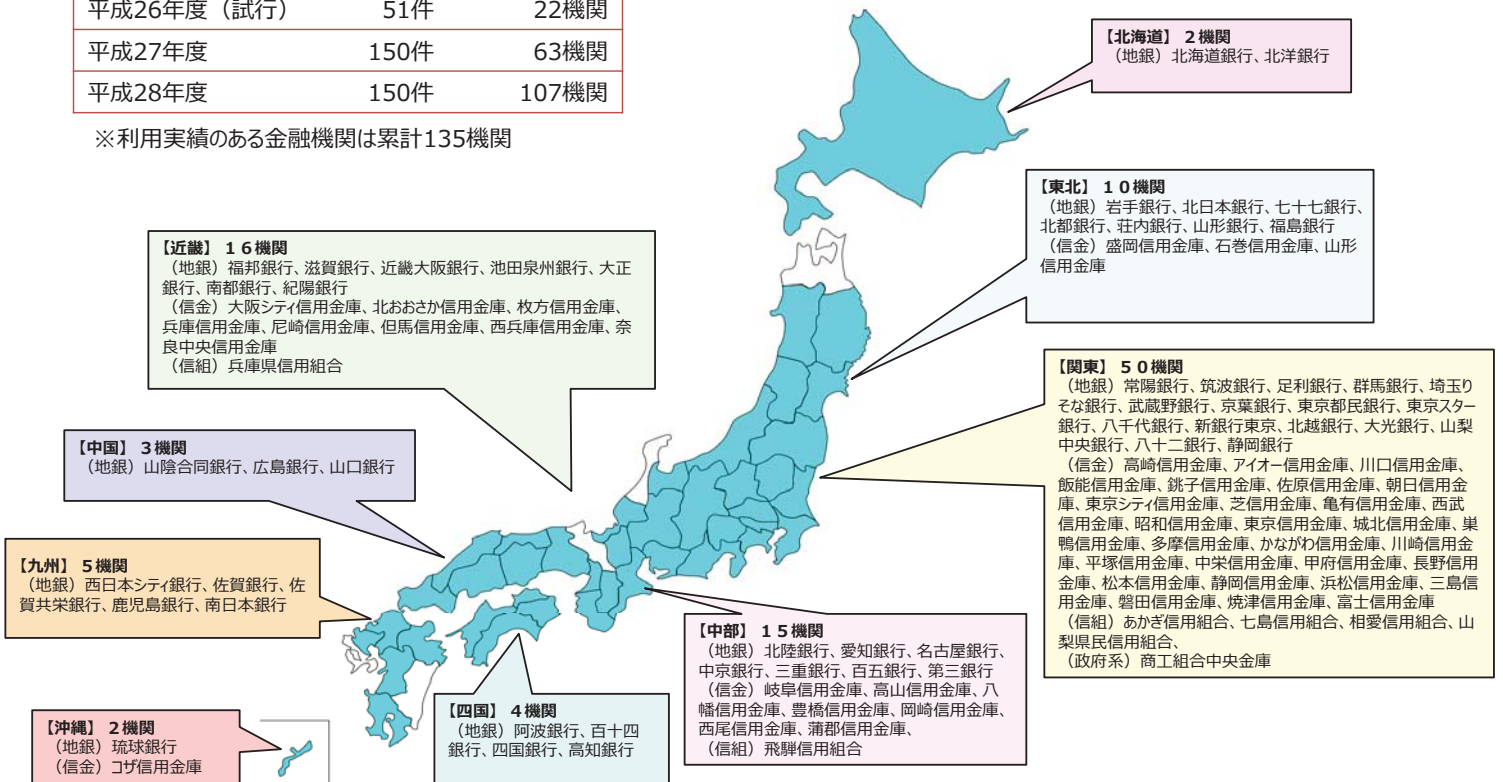 平成26年度（試行） 51件 22機関
平成27年度 150件 63機関
平成28年度 150件 107機関
※利用実績のある金融機関は累計135機関
【北海道】 ２機関
（地銀）北海道銀行、北洋銀行
【東北】 １０機関
（地銀）岩手銀行、北日本銀行、七十七銀行、
北都銀行、荘内銀行、山形銀行、福島銀行
（信金）盛岡信用金庫、石巻信用金庫、山形
信用金庫
【近畿】 １６機関
（地銀）福邦銀行、滋賀銀行、近畿大阪銀行、池田泉州銀行、大正
銀行、南都銀行、紀陽銀行
（信金）大阪シティ信用金庫、北おおさか信用金庫、枚方信用金庫、
兵庫信用金庫、尼崎信用金庫、但馬信用金庫、西兵庫信用金庫、奈
良中央信用金庫
（信組）兵庫県信用組合
【関東】 ５０機関
（地銀）常陽銀行、筑波銀行、足利銀行、群馬銀行、埼玉り
そな銀行、武蔵野銀行、京葉銀行、東京都民銀行、東京スター
銀行、八千代銀行、新銀行東京、北越銀行、大光銀行、山梨
中央銀行、八十二銀行、静岡銀行
（信金）高崎信用金庫、アイオー信用金庫、川口信用金庫、
飯能信用金庫、銚子信用金庫、佐原信用金庫、朝日信用金
庫、東京シティ信用金庫、芝信用金庫、亀有信用金庫、西武
信用金庫、昭和信用金庫、東京信用金庫、城北信用金庫、巣
鴨信用金庫、多摩信用金庫、かながわ信用金庫、川崎信用金
庫、平塚信用金庫、中栄信用金庫、甲府信用金庫、長野信用
金庫、松本信用金庫、静岡信用金庫、浜松信用金庫、三島信
用金庫、磐田信用金庫、焼津信用金庫、富士信用金庫
（信組）あかぎ信用組合、七島信用組合、相愛信用組合、山
梨県民信用組合、
（政府系）商工組合中央金庫
【中国】 ３機関
（地銀）山陰合同銀行、広島銀行、山口銀行
【九州】 ５機関
（地銀）西日本シティ銀行、佐賀銀行、佐
賀共栄銀行、鹿児島銀行、南日本銀行
【中部】 １５機関
（地銀）北陸銀行、愛知銀行、名古屋銀行、
中京銀行、三重銀行、百五銀行、第三銀行
（信金）岐阜信用金庫、高山信用金庫、八
幡信用金庫、豊橋信用金庫、岡崎信用金庫、
西尾信用金庫、蒲郡信用金庫、
（信組）飛騨信用組合
【四国】 ４機関
（地銀）阿波銀行、百十四
銀行、四国銀行、高知銀行
【沖縄】 ２機関
（地銀）琉球銀行
（信金）コザ信用金庫